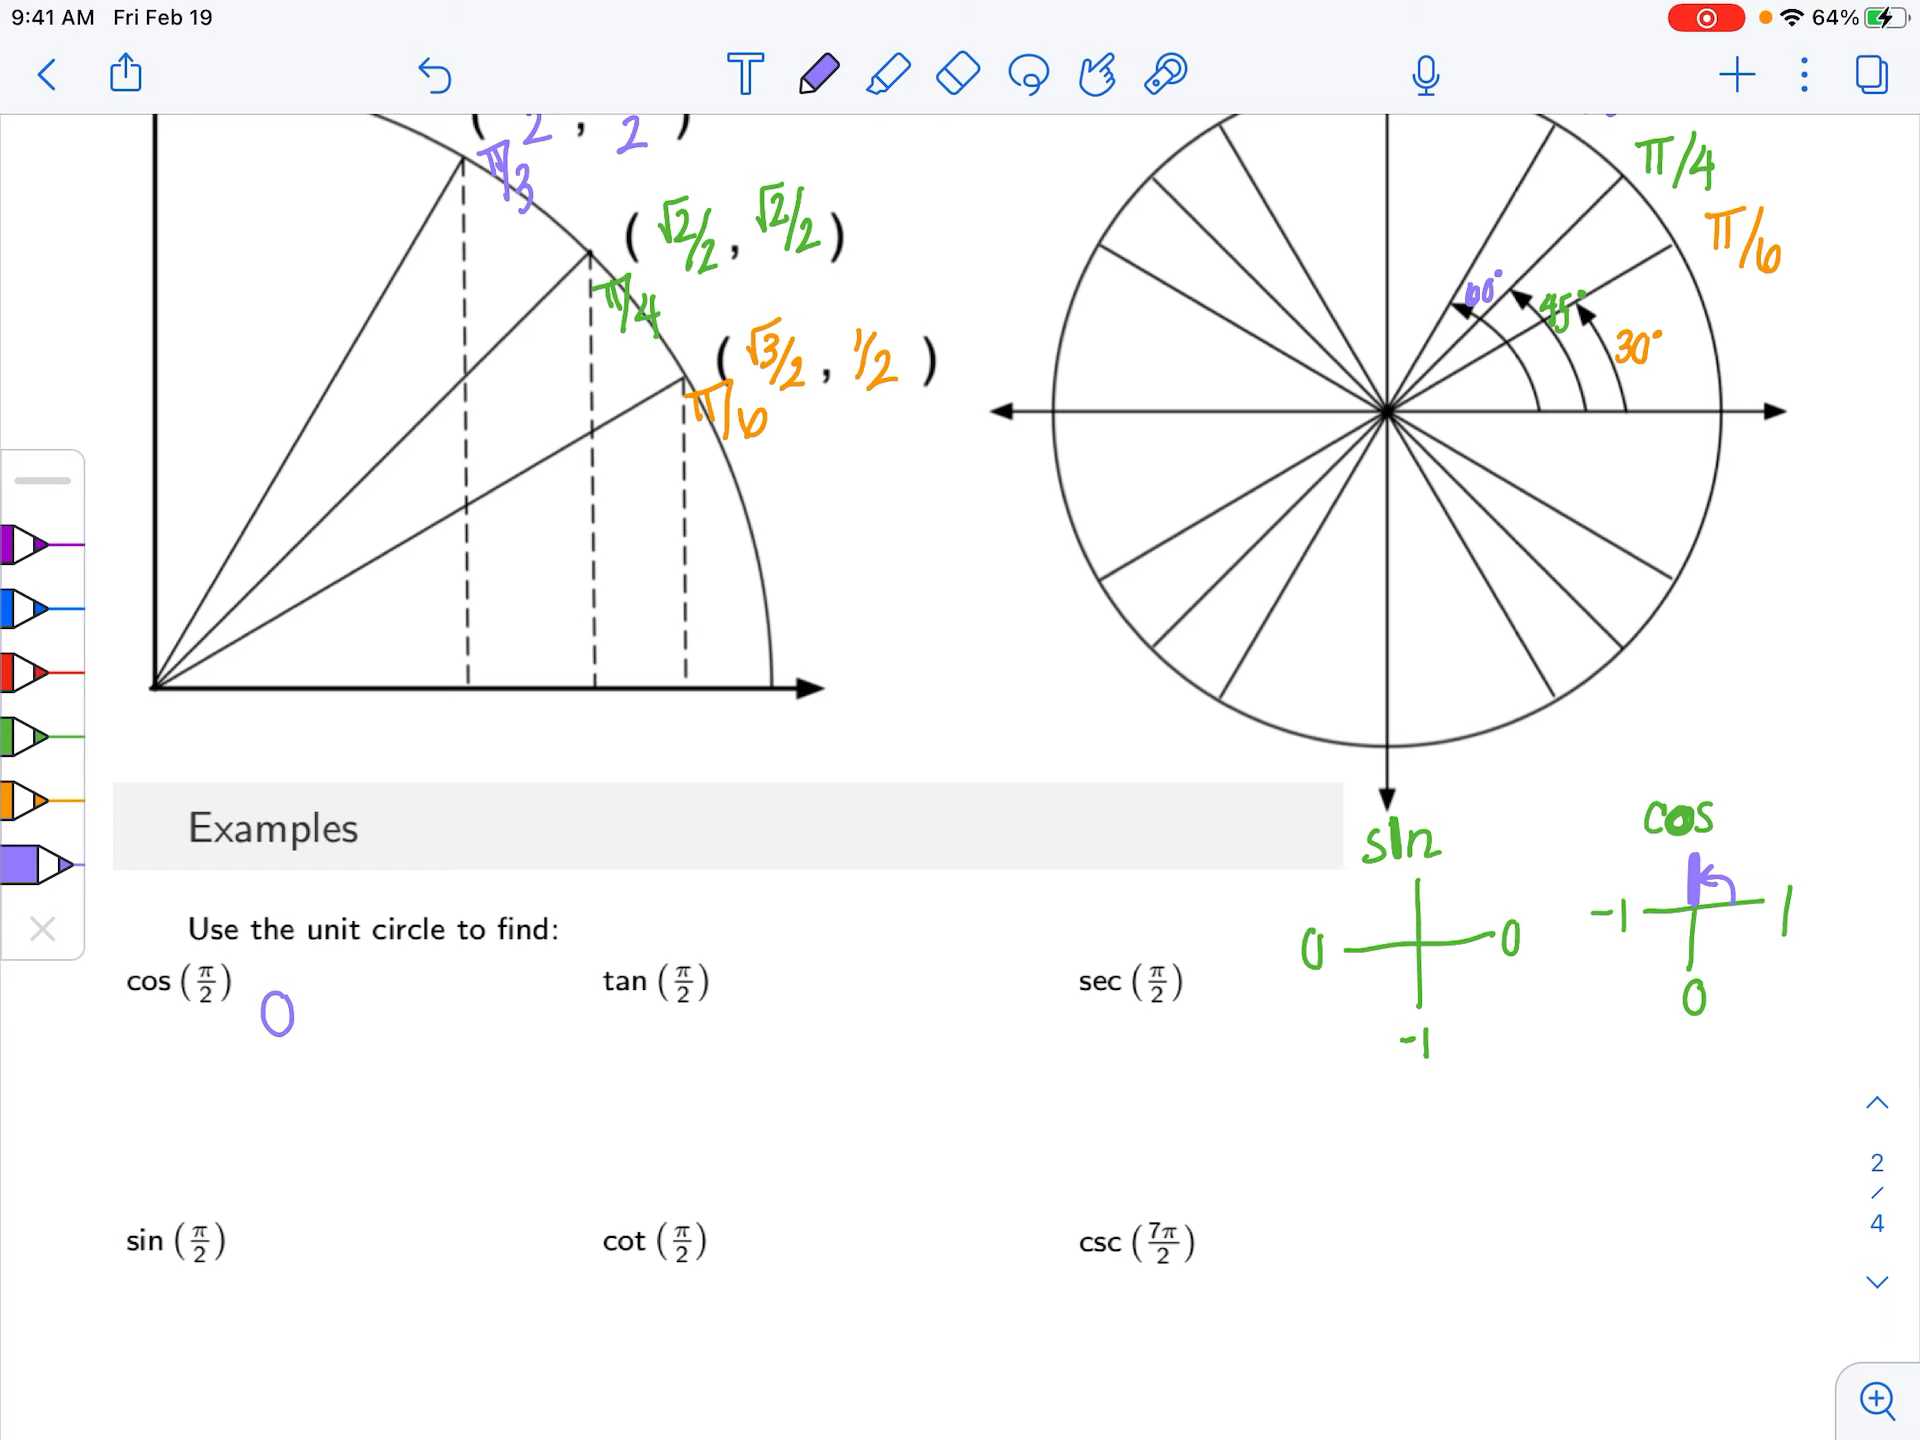 9:41 AM Fri Feb 19
64%
( 2 , 2 )
π/3
( √2/2 , √2/2 )
π/4
( √3/2 , 1/2 )
π/6
π/4
π/6
60°
45°
30°
Examples
sin
0 0
-1
cos
-1 1
0
Use the unit circle to find:
cos (π/2) 0
tan (π/2)
sec (π/2)
sin (π/2)
cot (π/2)
csc (7π/2)
2
/
4